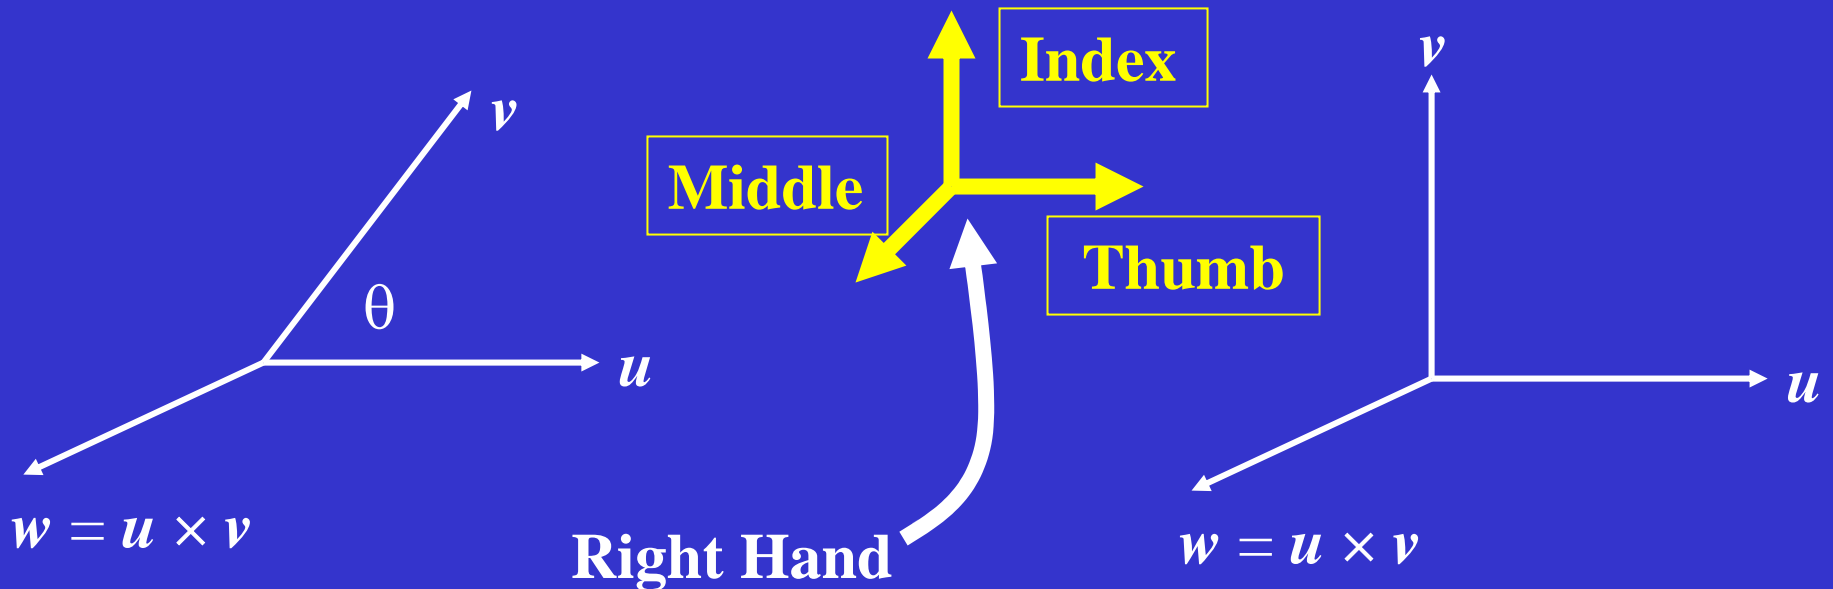 v
θ
u
w = u × v
Index
Middle
Thumb
Right Hand
v
u
w = u × v